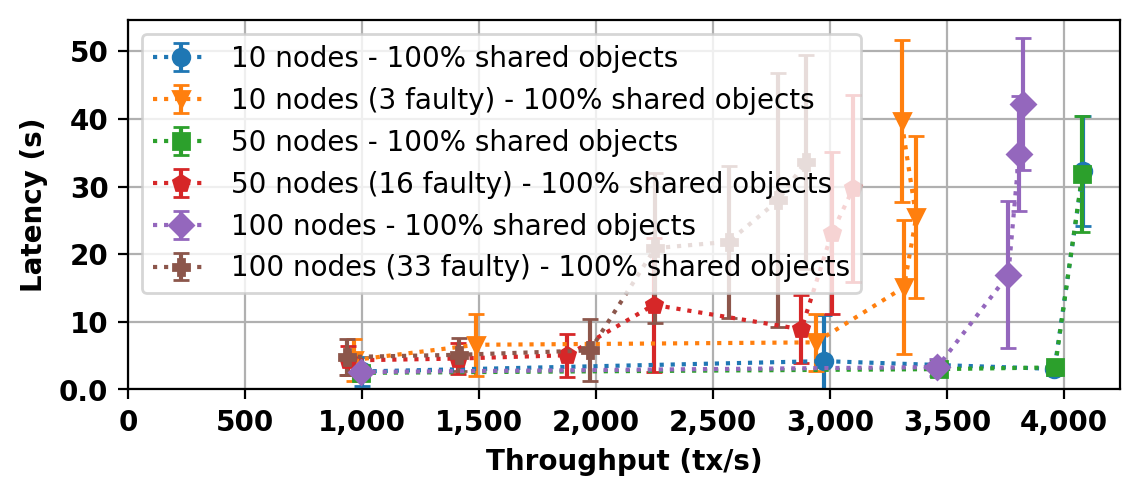 Latency (s)
50
40
30
20
10
0.0
10 nodes - 100% shared objects
10 nodes (3 faulty) - 100% shared objects
50 nodes - 100% shared objects
50 nodes (16 faulty) - 100% shared objects
100 nodes - 100% shared objects
100 nodes (33 faulty) - 100% shared objects
0 500 1,000 1,500 2,000 2,500 3,000 3,500 4,000
Throughput (tx/s)